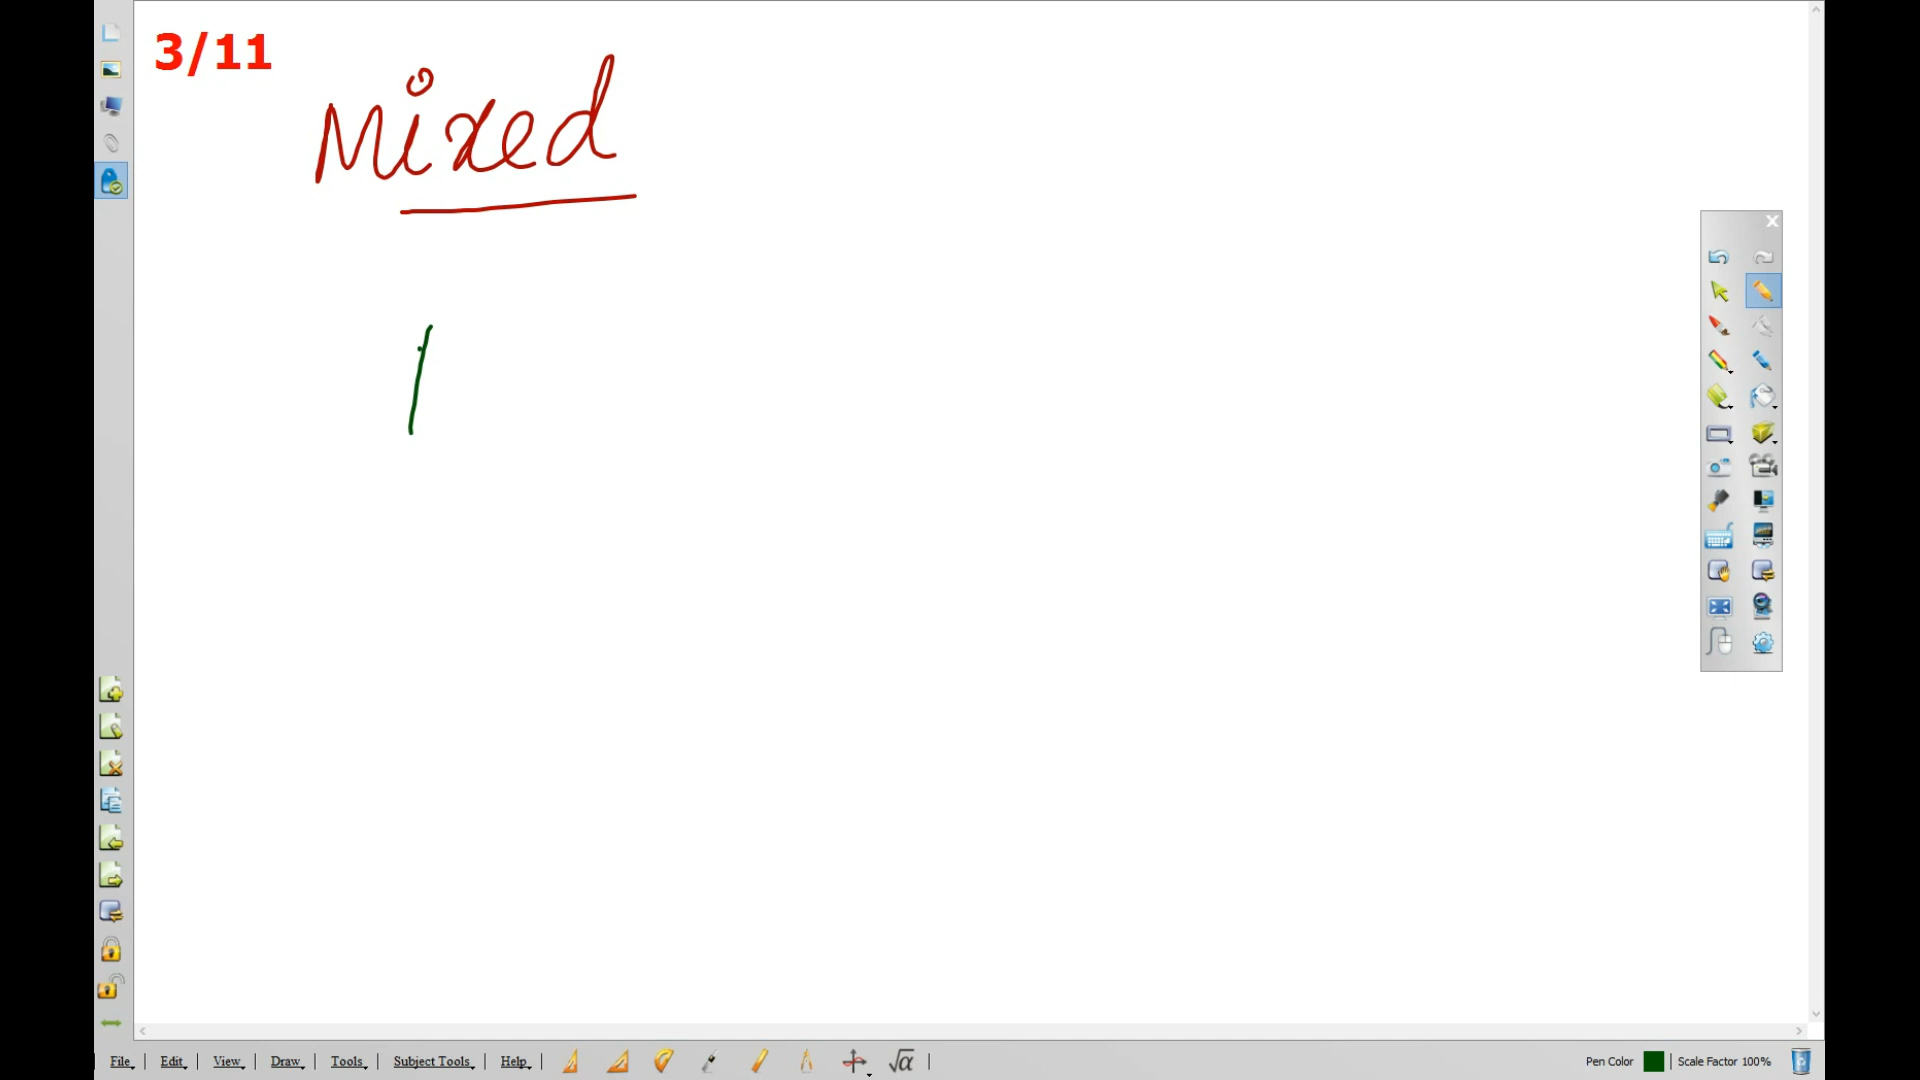 3/11
Mixed
File Edit View Draw Tools Subject Tools Help √α Pen Color Scale Factor 100%